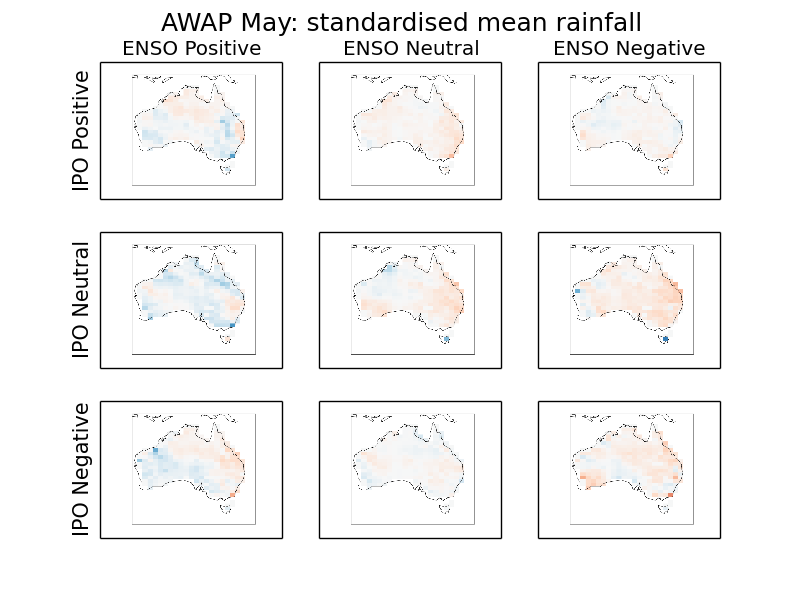 AWAP May: standardised mean rainfall
ENSO Positive
ENSO Neutral
ENSO Negative
IPO Positive
IPO Neutral
IPO Negative